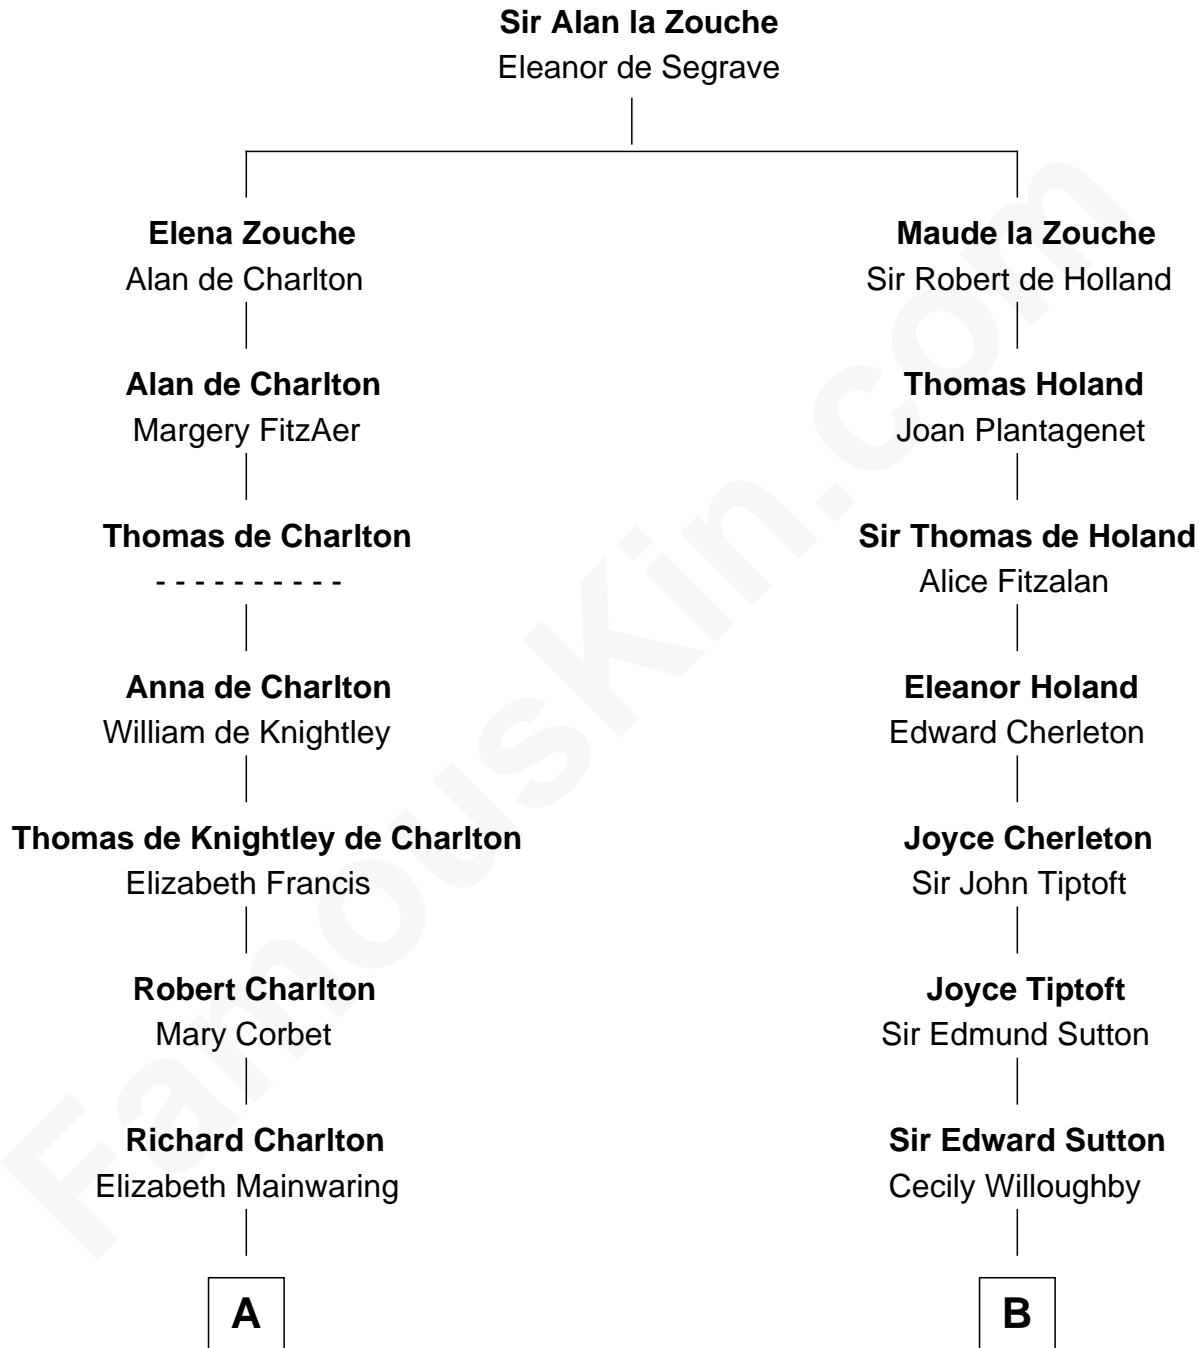 Sir Alan la Zouche
Eleanor de Segrave
Elena Zouche
Alan de Charlton
Maude la Zouche
Sir Robert de Holland
Alan de Charlton
Margery FitzAer
Thomas Holand
Joan Plantagenet
Thomas de Charlton
- - - - - - - - - -
Sir Thomas de Holand
Alice Fitzalan
Anna de Charlton
William de Knightley
Eleanor Holand
Edward Cherleton
Thomas de Knightley de Charlton
Elizabeth Francis
Joyce Cherleton
Sir John Tiptoft
Robert Charlton
Mary Corbet
Joyce Tiptoft
Sir Edmund Sutton
Richard Charlton
Elizabeth Mainwaring
Sir Edward Sutton
Cecily Willoughby
A
B
FamousKin.com